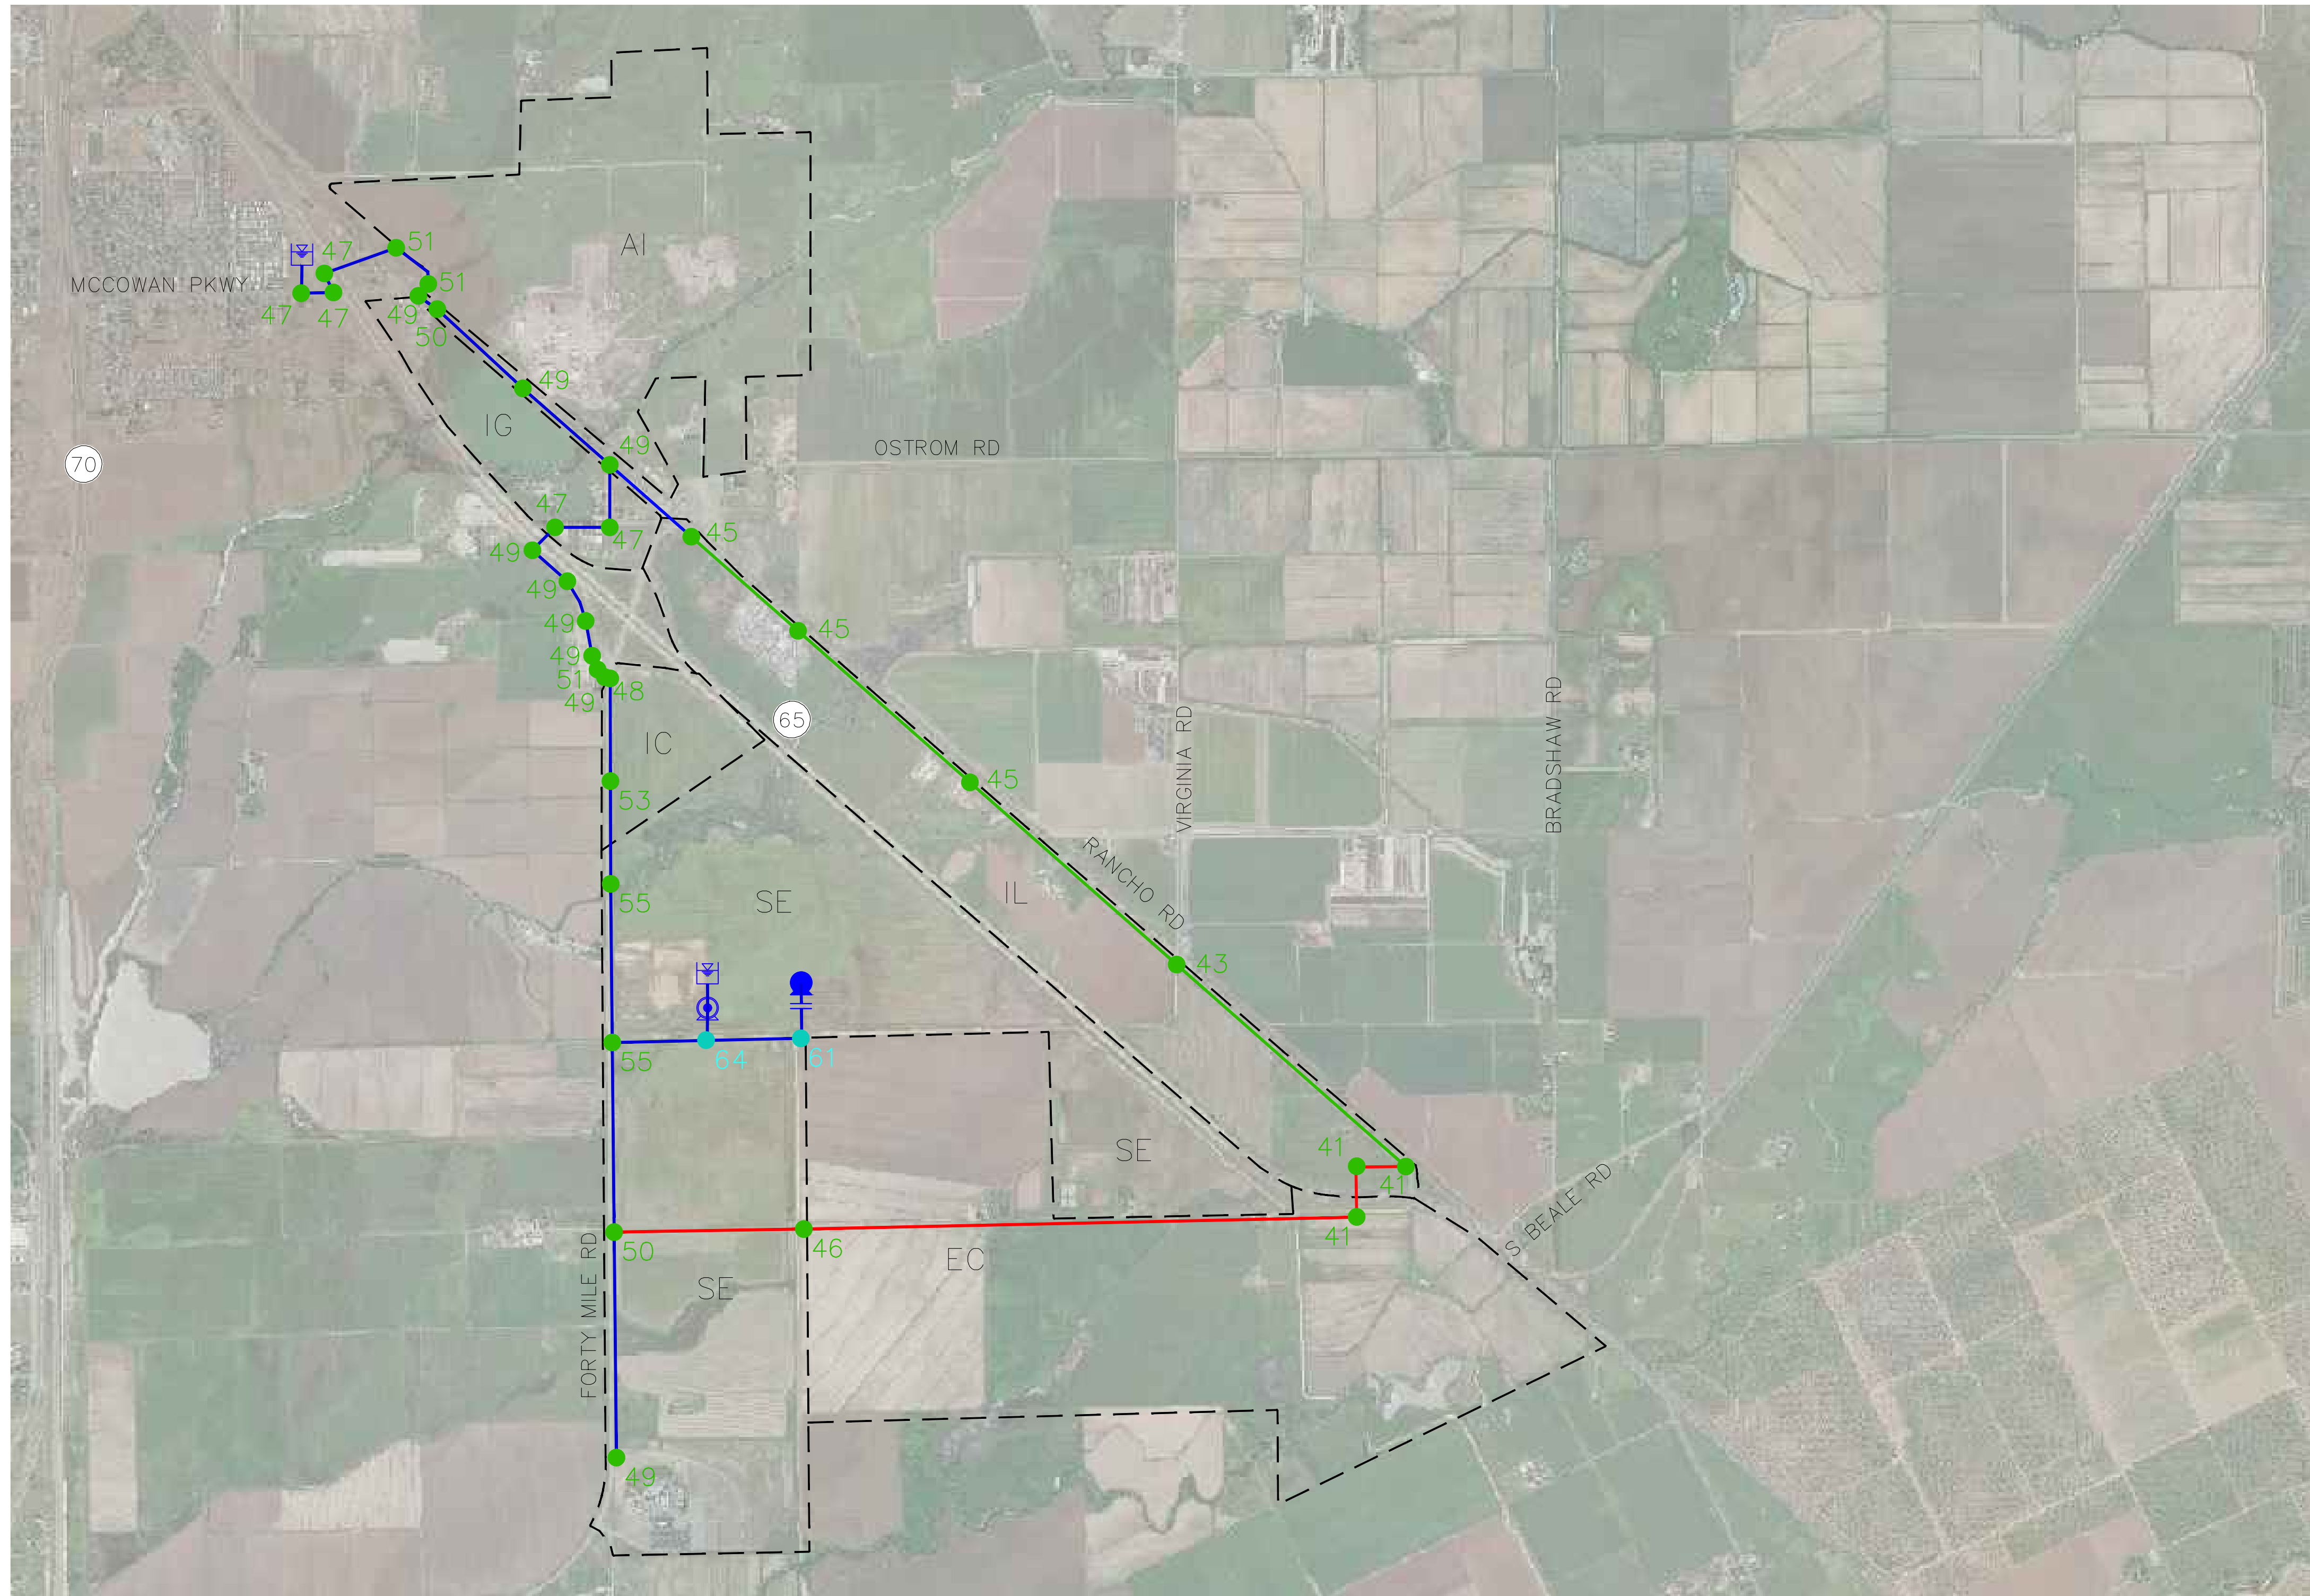 AI
51
47
MCCOWAN PKWY
51
47
47
49
50
49
IG
49
OSTROM RD
70
47
47
45
49
49
49
45
49
51
48
49
65
IC
VIRGINIA RD
BRADSHAW RD
45
53
RANCHO RD
55
SE
IL
43
55
64
61
41
SE
41
S BEALE RD
41
50
46
EC
FORTY MILE RD
SE
49